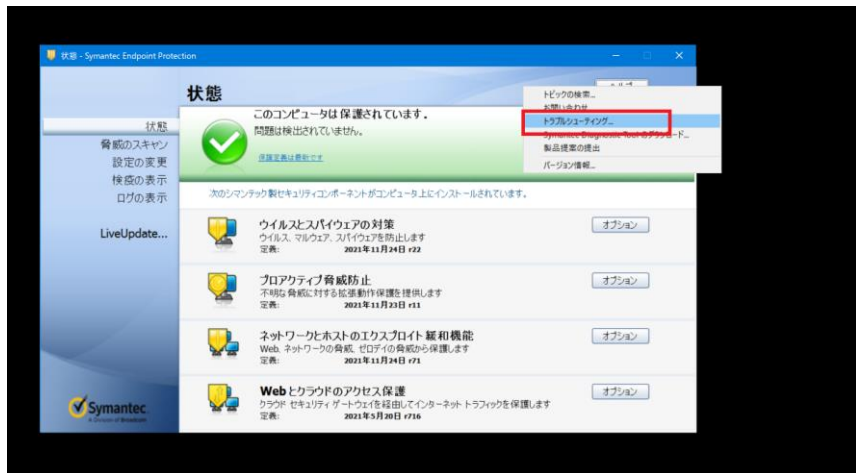 状態 - Symantec Endpoint Protection
状態
ヘルプ
トピックの検索...
お問い合わせ
トラブルシューティング...
Symantec Diagnostic Tool のダウンロード...
製品提案の提出
バージョン情報...
このコンピュータは保護されています.
問題は検出されていません。
保護定義は最新です
状態
脅威のスキャン
設定の変更
検疫の表示
ログの表示
LiveUpdate...
次のシマンテック製セキュリティコンポーネントがコンピュータ上にインストールされています。
ウイルスとスパイウェアの対策
オプション
ウイルス、マルウェア、スパイウェアを防止します
定義: 2021年11月24日 r22
プロアクティブ脅威防止
オプション
不明な脅威に対する拡張動作保護を提供します
定義: 2021年11月23日 r11
ネットワークとホストのエクスプロイト緩和機能
オプション
Web、ネットワークの脅威、ゼロデイの脅威から保護します
定義: 2021年11月24日 r71
Web とクラウドのアクセス保護
オプション
クラウド セキュリティ ゲートウェイを経由してインターネット トラフィックを保護します
定義: 2021年5月20日 r716
Symantec.
A Division of Broadcom